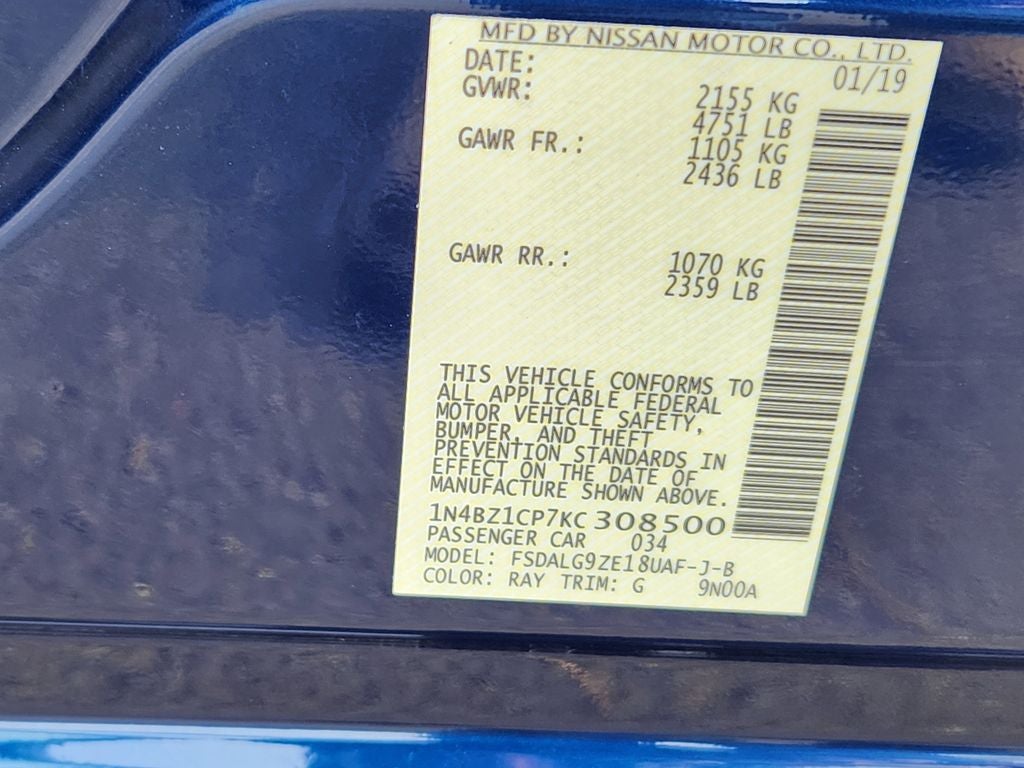 MFD BY NISSAN MOTOR CO., LTD.
DATE: 01/19
GVWR: 2155 KG
4751 LB
GAWR FR.: 1105 KG
2436 LB
GAWR RR.: 1070 KG
2359 LB
THIS VEHICLE CONFORMS TO
ALL APPLICABLE FEDERAL
MOTOR VEHICLE SAFETY,
BUMPER, AND THEFT
PREVENTION STANDARDS IN
EFFECT ON THE DATE OF
MANUFACTURE SHOWN ABOVE.
1N4BZ1CP7KC308500
PASSENGER CAR 034
MODEL: FSDALG9ZE18UAF-J-B
COLOR: RAY TRIM: G 9N00A